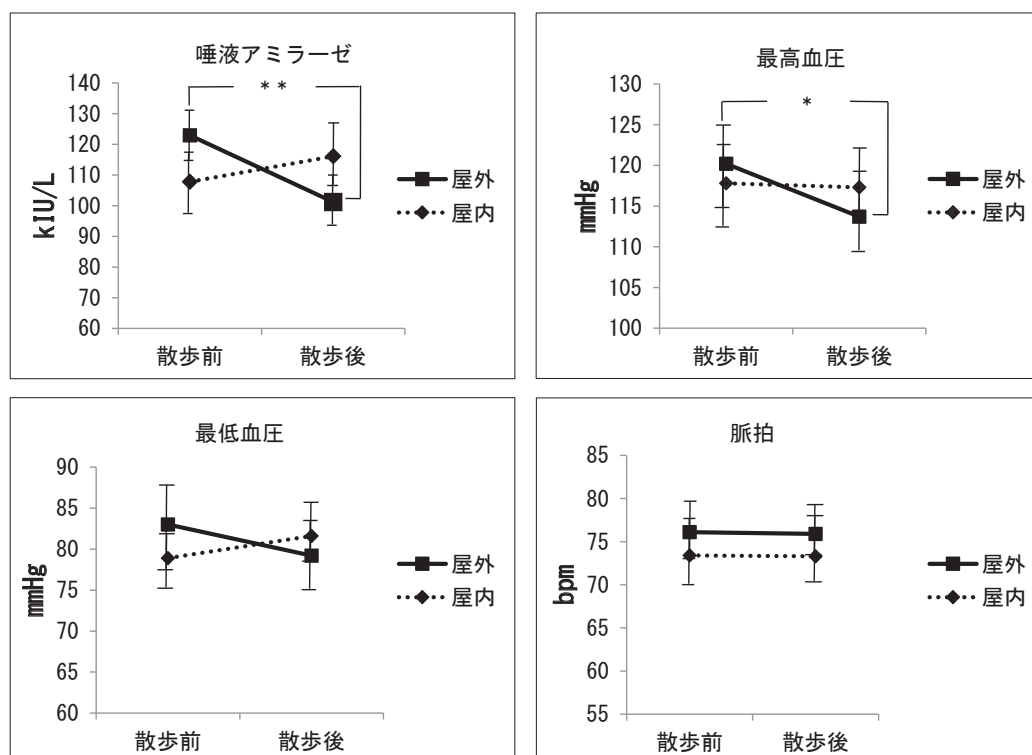 唾液アミラーゼ
140
130
120
110
100
90
80
70
60
kIU/L
**
散歩前
散歩後
屋外
屋内
最高血圧
130
125
120
115
110
105
100
mmHg
*
散歩前
散歩後
屋外
屋内
最低血圧
90
85
80
75
70
65
60
mmHg
散歩前
散歩後
屋外
屋内
脈拍
85
80
75
70
65
60
55
bpm
散歩前
散歩後
屋外
屋内